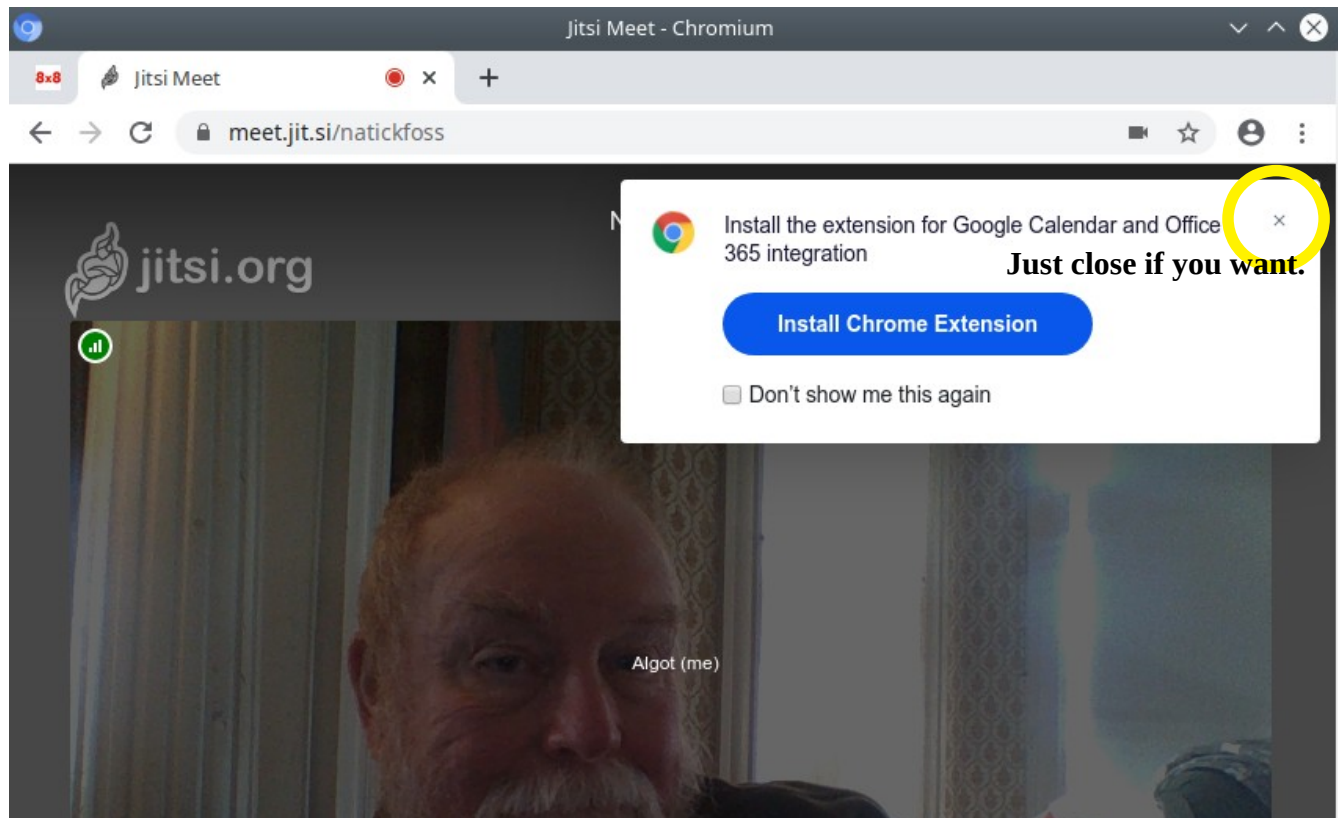 Jitsi Meet - Chromium
8x8 Jitsi Meet
meet.jit.si/natickfoss
N
jitsi.org
Install the extension for Google Calendar and Office
365 integration
Just close if you want.
Install Chrome Extension
Don't show me this again
Algot (me)